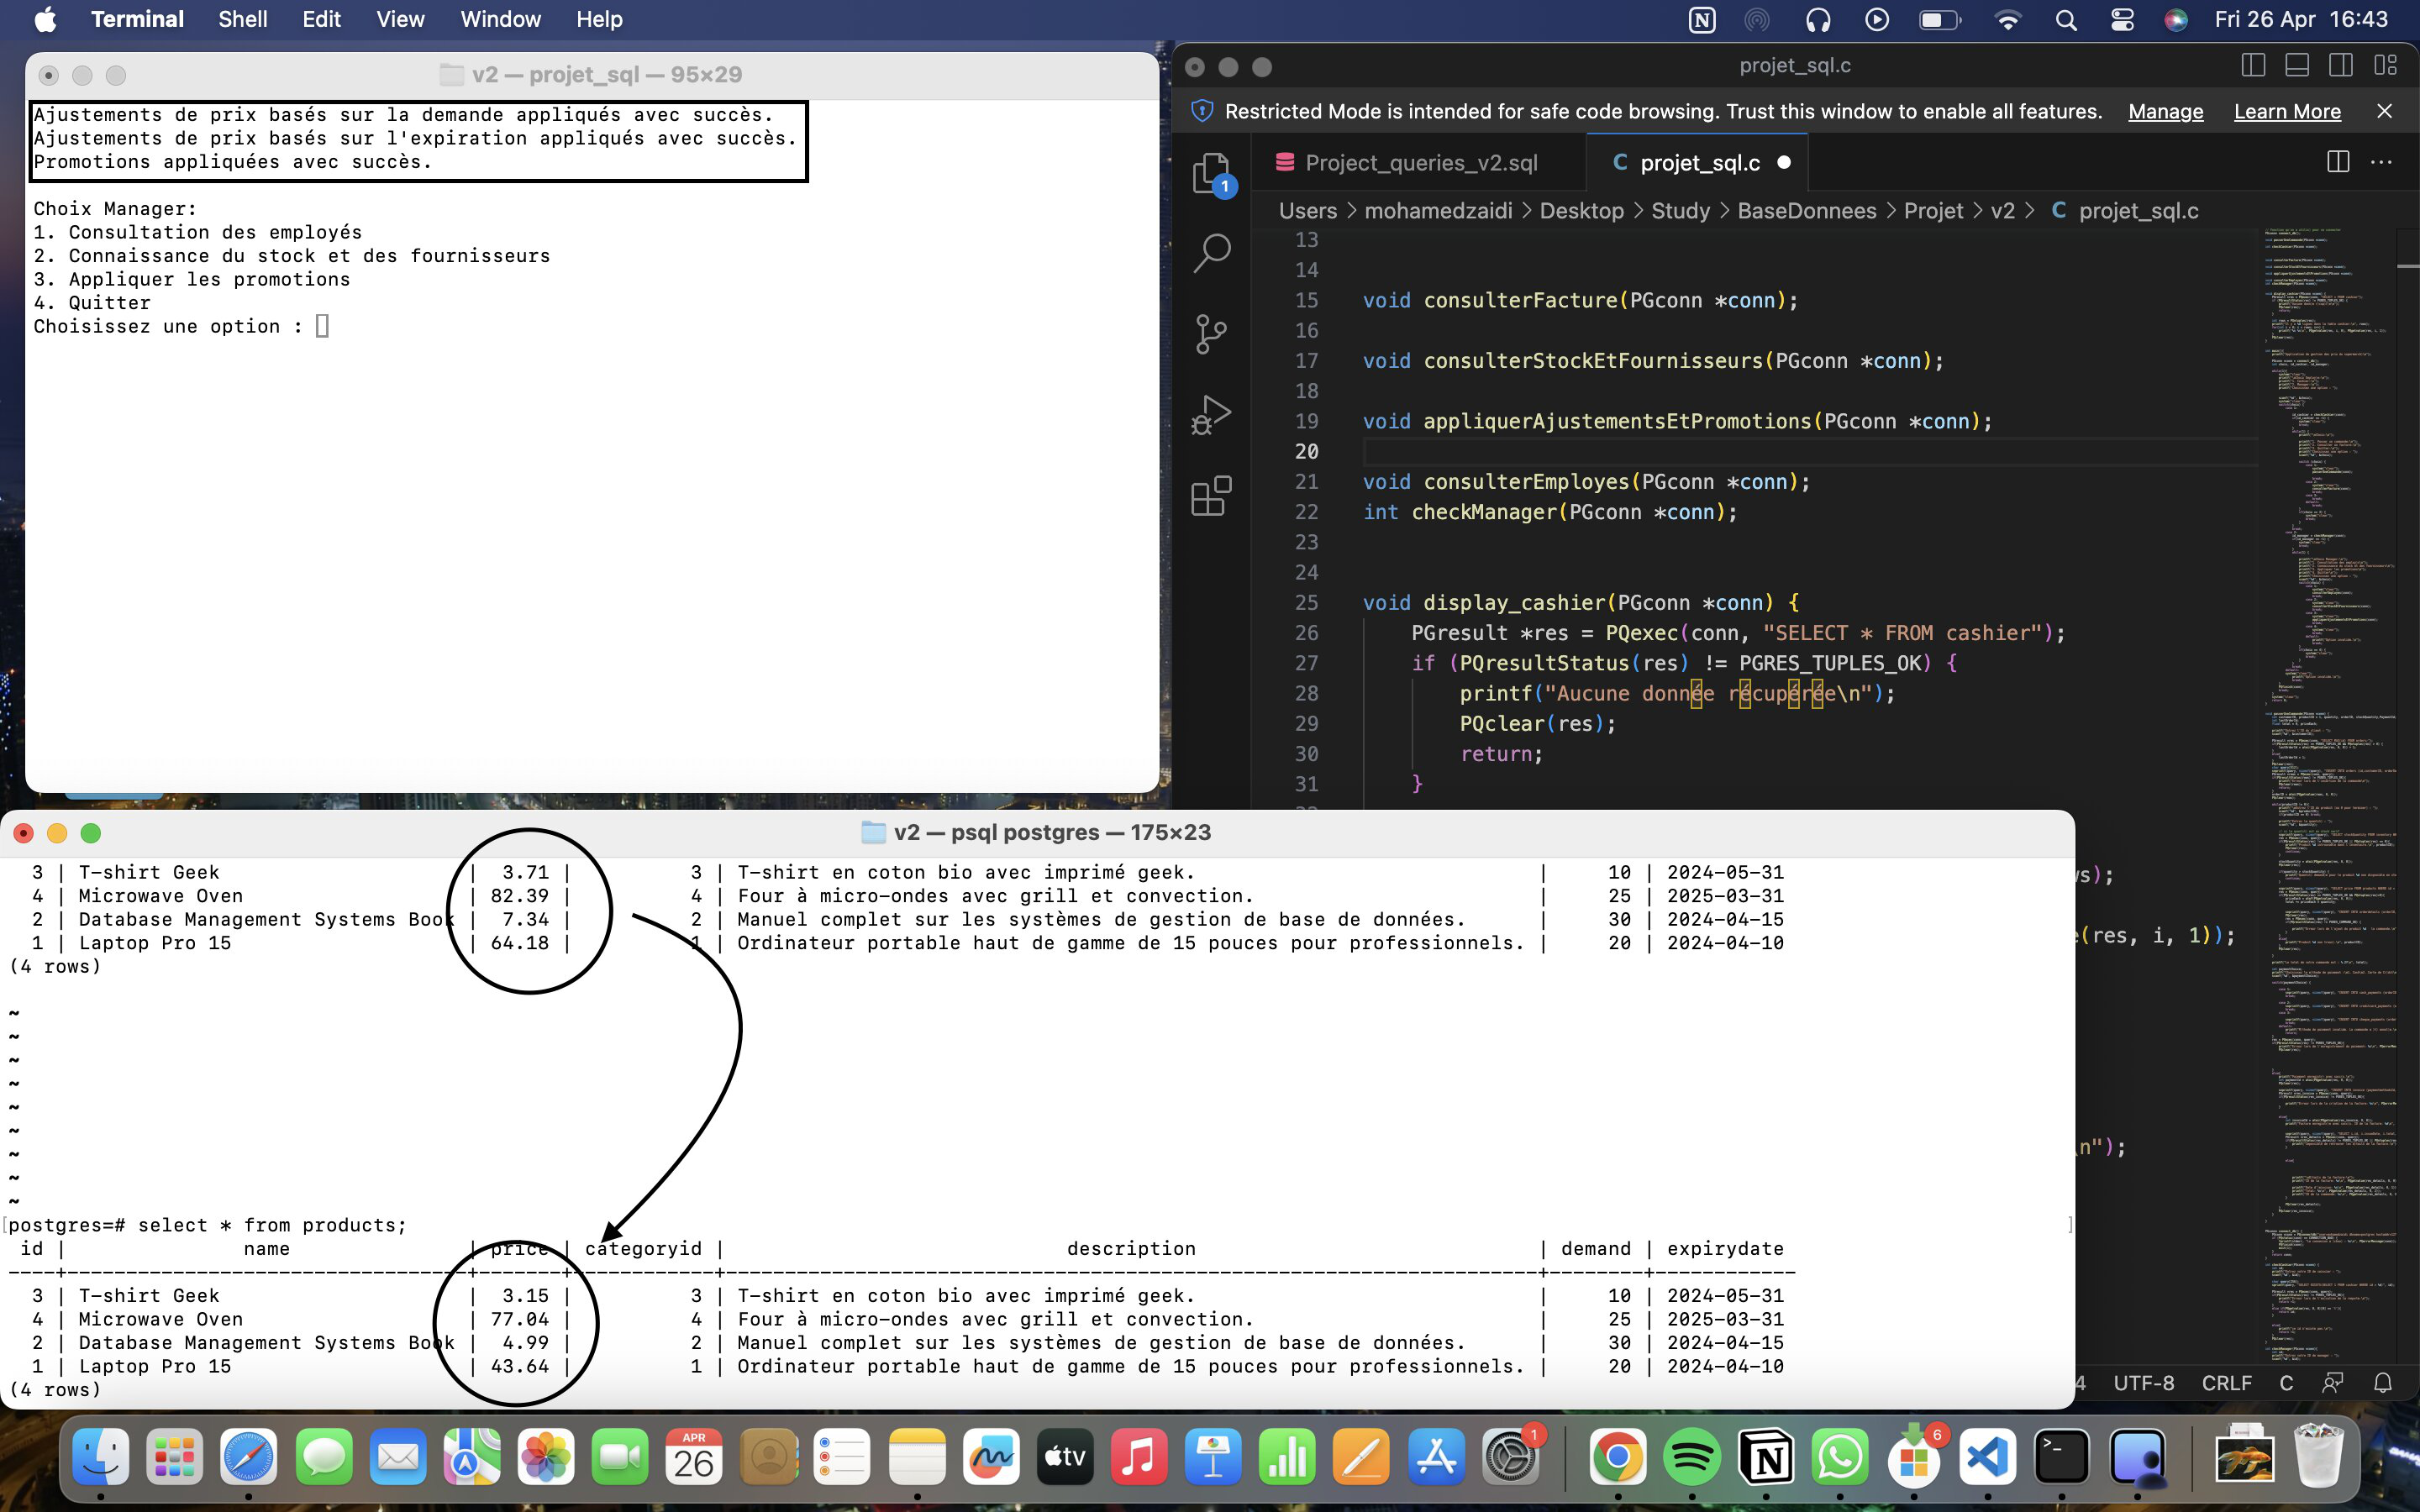 Terminal Shell Edit View Window Help Fri 26 Apr 16:43
v2 — projet_sql — 95×29
Ajustements de prix basés sur la demande appliqués avec succès.
Ajustements de prix basés sur l'expiration appliqués avec succès.
Promotions appliquées avec succès.
Choix Manager:
1. Consultation des employés
2. Connaissance du stock et des fournisseurs
3. Appliquer les promotions
4. Quitter
Choisissez une option :
projet_sql.c
Restricted Mode is intended for safe code browsing. Trust this window to enable all features. Manage Learn More
1
Project_queries_v2.sql C projet_sql.c
Users > mohamedzaidi > Desktop > Study > BaseDonnees > Projet > v2 > C projet_sql.c
13
14
15 void consulterFacture(PGconn *conn);
16
17 void consulterStockEtFournisseurs(PGconn *conn);
18
19 void appliquerAjustementsEtPromotions(PGconn *conn);
20
21 void consulterEmployes(PGconn *conn);
22 int checkManager(PGconn *conn);
23
24
25 void display_cashier(PGconn *conn) {
26 PGresult *res = PQexec(conn, "SELECT * FROM cashier");
27 if (PQresultStatus(res) != PGRES_TUPLES_OK) {
28 printf("Aucune donnée récupérée\n");
29 PQclear(res);
30 return;
31 }
s);
(res, i, 1));
\n");
4 UTF-8 CRLF C
v2 — psql postgres — 175×23
3 | T-shirt Geek | 3.71 | 3 | T-shirt en coton bio avec imprimé geek. | 10 | 2024-05-31
4 | Microwave Oven | 82.39 | 4 | Four à micro-ondes avec grill et convection. | 25 | 2025-03-31
2 | Database Management Systems Book | 7.34 | 2 | Manuel complet sur les systèmes de gestion de base de données. | 30 | 2024-04-15
1 | Laptop Pro 15 | 64.18 | 1 | Ordinateur portable haut de gamme de 15 pouces pour professionnels. | 20 | 2024-04-10
(4 rows)
~
~
~
~
~
~
~
~
~
[postgres=# select * from products; ]
id | name | price | categoryid | description | demand | expirydate
----+----------------------------------+-------+------------+---------------------------------------------------------------------+--------+------------
3 | T-shirt Geek | 3.15 | 3 | T-shirt en coton bio avec imprimé geek. | 10 | 2024-05-31
4 | Microwave Oven | 77.04 | 4 | Four à micro-ondes avec grill et convection. | 25 | 2025-03-31
2 | Database Management Systems Book | 4.99 | 2 | Manuel complet sur les systèmes de gestion de base de données. | 30 | 2024-04-15
1 | Laptop Pro 15 | 43.64 | 1 | Ordinateur portable haut de gamme de 15 pouces pour professionnels. | 20 | 2024-04-10
(4 rows)
APR
26
tv
1
6